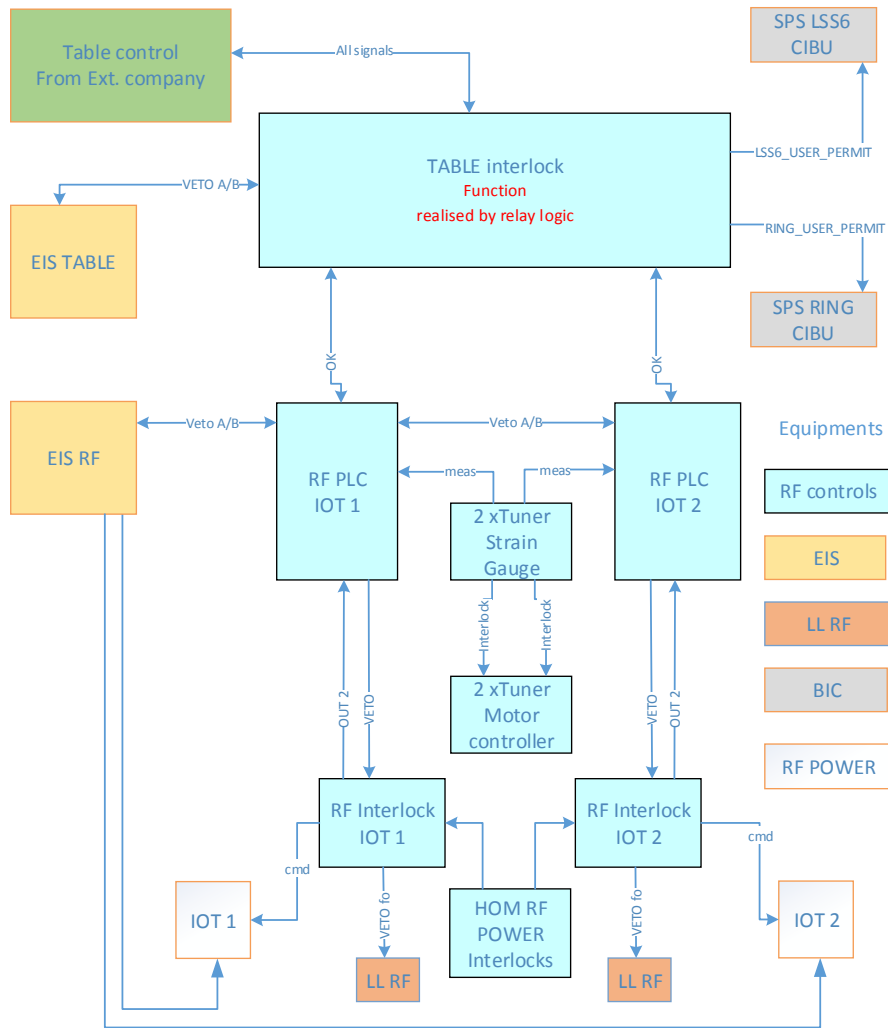 Table control
From Ext. company
All signals
SPS LSS6
CIBU
TABLE interlock
Function
realised by relay logic
LSS6_USER_PERMIT
VETO A/B
EIS TABLE
RING_USER_PERMIT
SPS RING
CIBU
OK
OK
EIS RF
Veto A/B
RF PLC
IOT 1
Veto A/B
meas
meas
RF PLC
IOT 2
2 xTuner
Strain
Gauge
Equipments
RF controls
EIS
LL RF
BIC
RF POWER
Interlock
Interlock
2 xTuner
Motor
controller
OUT 2
VETO
VETO
OUT 2
RF Interlock
IOT 1
RF Interlock
IOT 2
cmd
cmd
IOT 1
VETO fo
HOM RF
POWER
Interlocks
VETO fo
IOT 2
LL RF
LL RF